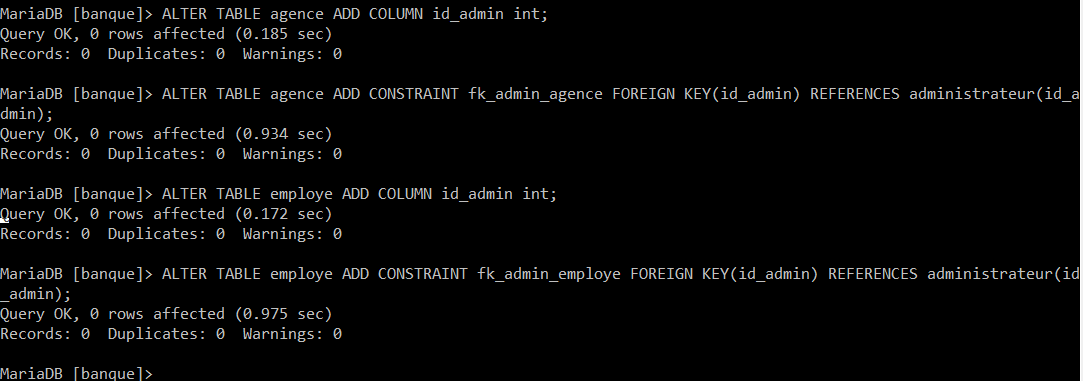 MariaDB [banque]> ALTER TABLE agence ADD COLUMN id_admin int;
Query OK, 0 rows affected (0.185 sec)
Records: 0  Duplicates: 0  Warnings: 0
MariaDB [banque]> ALTER TABLE agence ADD CONSTRAINT fk_admin_agence FOREIGN KEY(id_admin) REFERENCES administrateur(id_a
dmin);
Query OK, 0 rows affected (0.934 sec)
Records: 0  Duplicates: 0  Warnings: 0
MariaDB [banque]> ALTER TABLE employe ADD COLUMN id_admin int;
Query OK, 0 rows affected (0.172 sec)
Records: 0  Duplicates: 0  Warnings: 0
MariaDB [banque]> ALTER TABLE employe ADD CONSTRAINT fk_admin_employe FOREIGN KEY(id_admin) REFERENCES administrateur(id
_admin);
Query OK, 0 rows affected (0.975 sec)
Records: 0  Duplicates: 0  Warnings: 0
MariaDB [banque]>